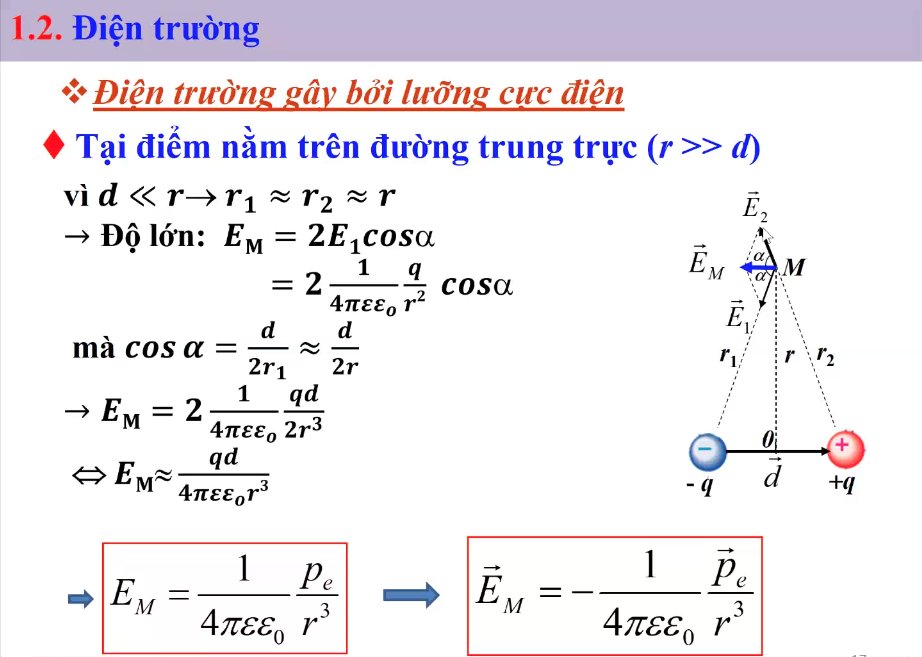 1.2. Điện trường
❖ Điện trường gây bởi lưỡng cực điện
♦ Tại điểm nằm trên đường trung trực (r >> d)
vì d ≪ r → r₁ ≈ r₂ ≈ r
→ Độ lớn: E_M = 2E₁cosα
= 2 1/(4πεε₀) q/r² cosα
mà cos α = d/(2r₁) ≈ d/(2r)
→ E_M = 2 1/(4πεε₀) qd/(2r³)
⇔ E_M ≈ qd/(4πεε₀r³)
E_M = 1/(4πεε₀) p_e/r³
E⃗_M = − 1/(4πεε₀) p⃗_e/r³
E⃗₂
E⃗_M α M
α
E⃗₁
r₁ r r₂
− 0 +
- q d⃗ +q